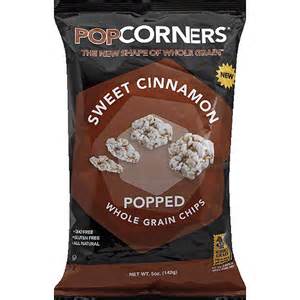 POPCORNERS
THE NEW SHAPE OF WHOLE GRAIN
NEW
SWEET CINNAMON
POPPED
WHOLE GRAIN CHIPS
GLUTEN FREE
ALL NATURAL
NET WT. 5oz. (142g)